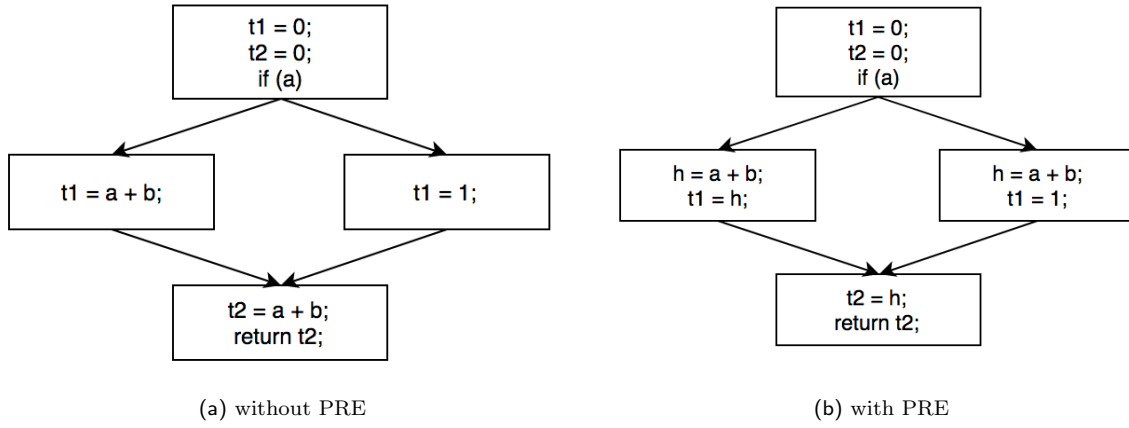 t1 = 0;
t2 = 0;
if (a)
t1 = a + b;
t1 = 1;
t2 = a + b;
return t2;
(a) without PRE
t1 = 0;
t2 = 0;
if (a)
h = a + b;
t1 = h;
h = a + b;
t1 = 1;
t2 = h;
return t2;
(b) with PRE